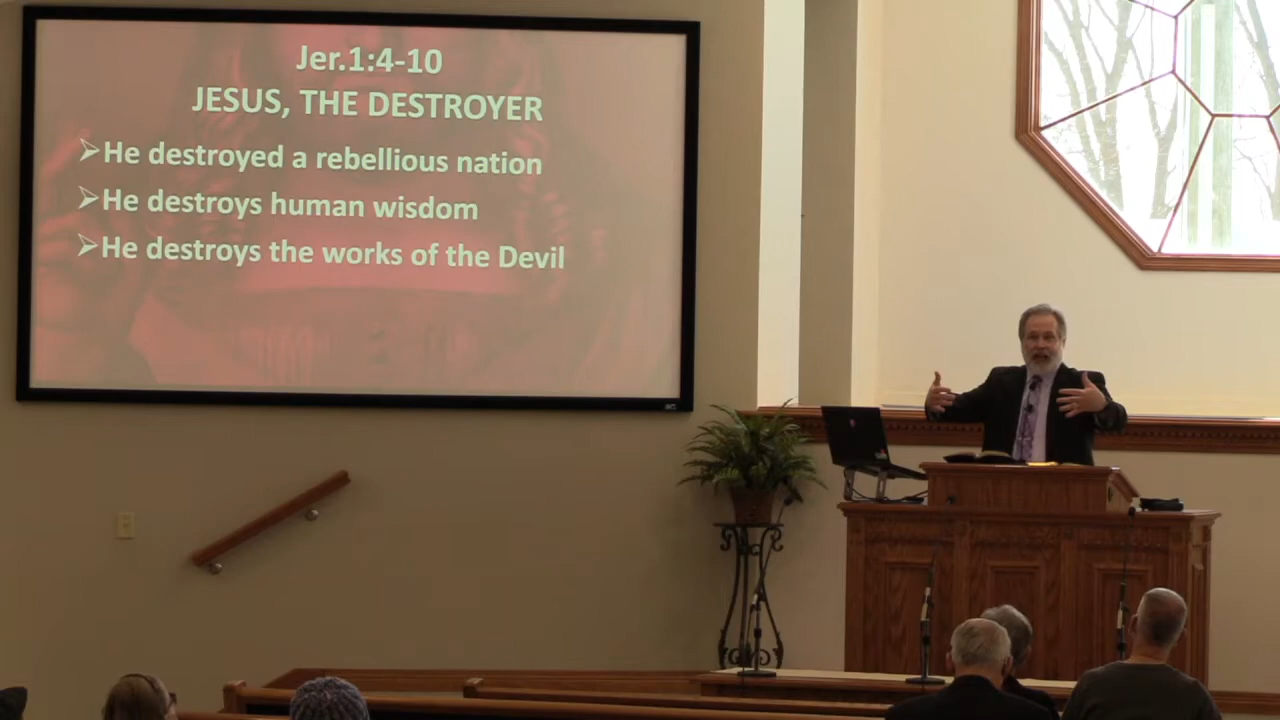 Jer.1:4-10
JESUS, THE DESTROYER
➢He destroyed a rebellious nation
➢He destroys human wisdom
➢He destroys the works of the Devil